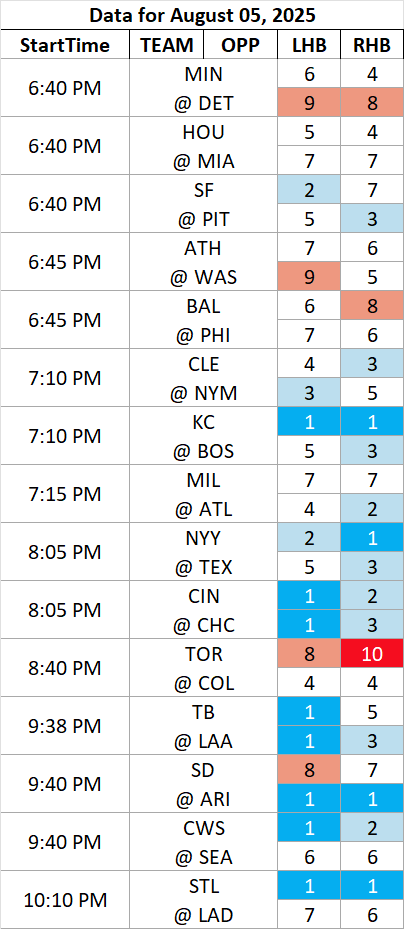 Data for August 05, 2025
StartTime TEAM OPP LHB RHB
6:40 PM MIN 6 4
@ DET 9 8
6:40 PM HOU 5 4
@ MIA 7 7
6:40 PM SF 2 7
@ PIT 5 3
6:45 PM ATH 7 6
@ WAS 9 5
6:45 PM BAL 6 8
@ PHI 7 6
7:10 PM CLE 4 3
@ NYM 3 5
7:10 PM KC 1 1
@ BOS 5 3
7:15 PM MIL 7 7
@ ATL 4 2
8:05 PM NYY 2 1
@ TEX 5 3
8:05 PM CIN 1 2
@ CHC 1 3
8:40 PM TOR 8 10
@ COL 4 4
9:38 PM TB 1 5
@ LAA 1 3
9:40 PM SD 8 7
@ ARI 1 1
9:40 PM CWS 1 2
@ SEA 6 6
10:10 PM STL 1 1
@ LAD 7 6